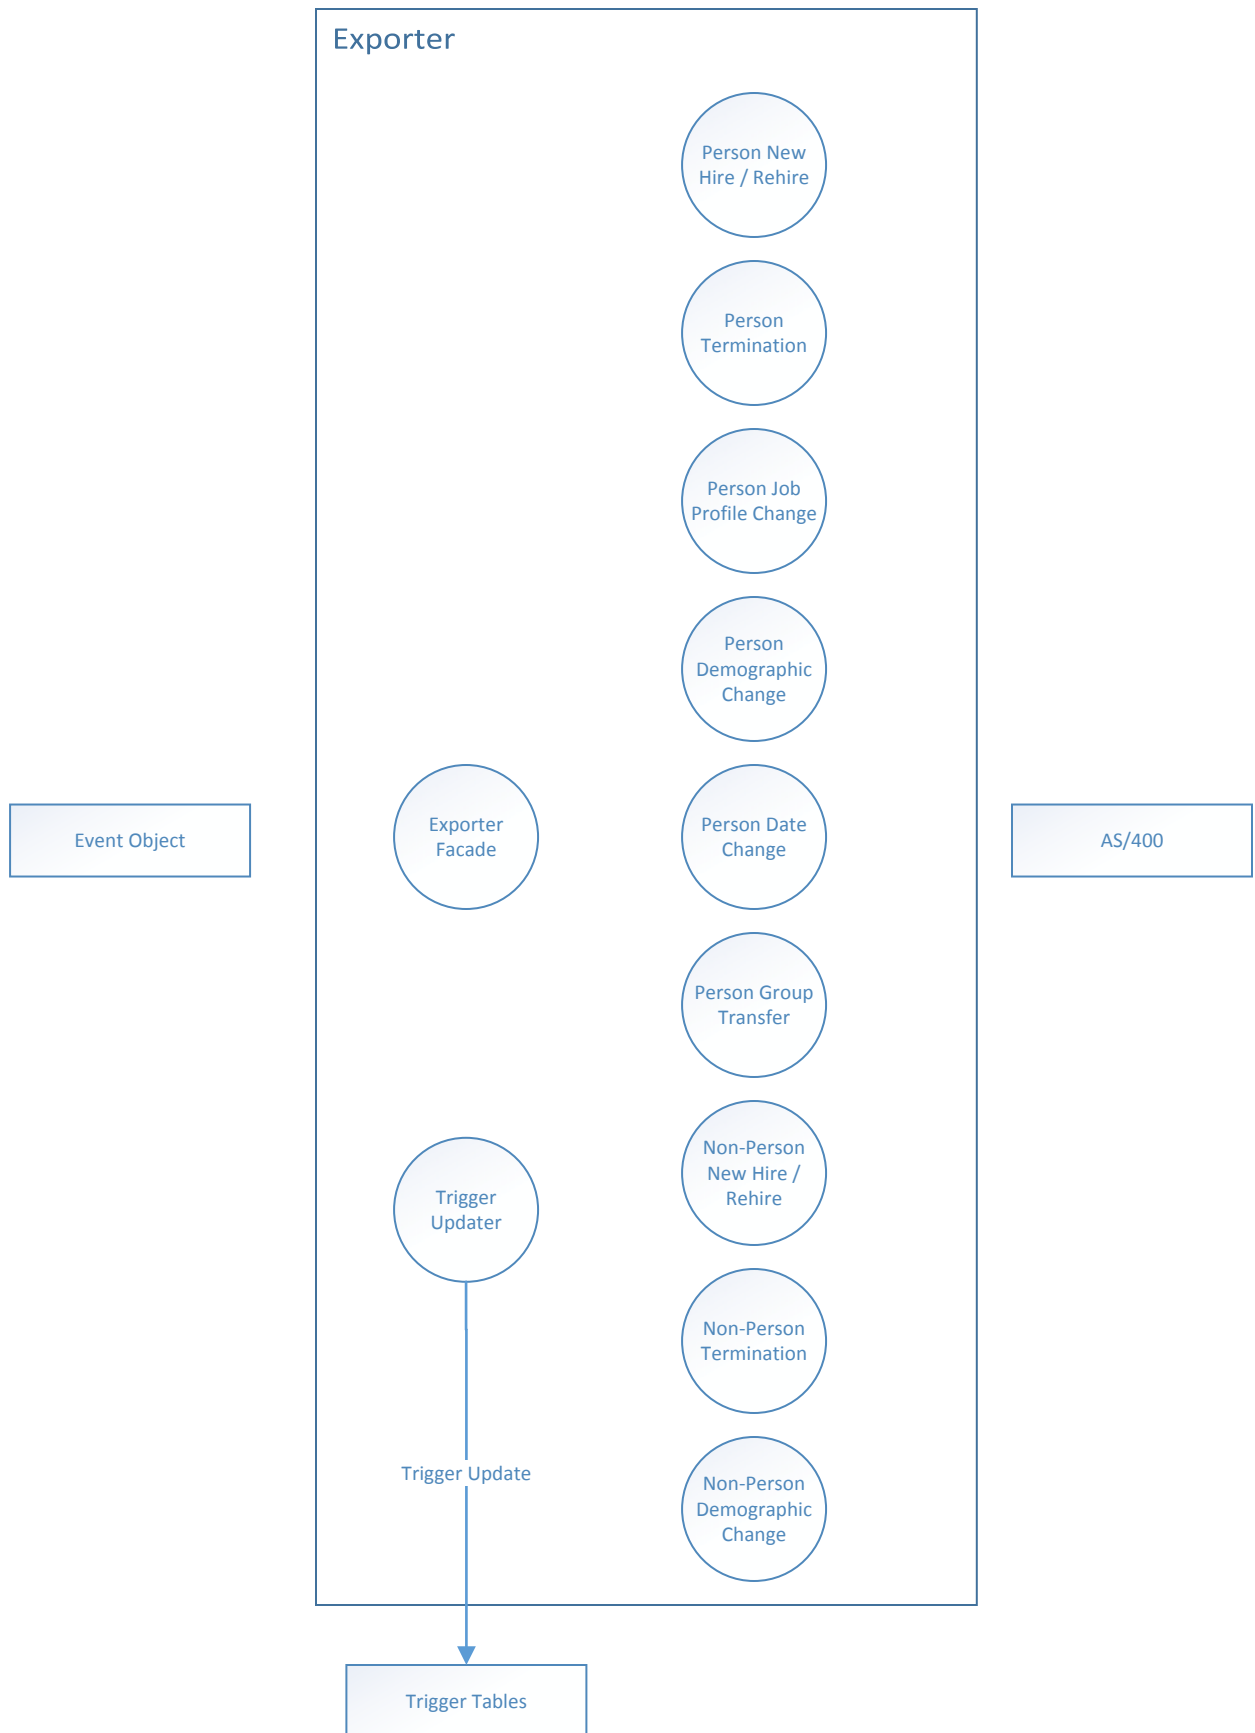 Exporter
Person New
Hire / Rehire
Person
Termination
Person Job
Profile Change
Person
Demographic
Change
Event Object
Exporter
Facade
Person Date
Change
AS/400
Person Group
Transfer
Trigger
Updater
Non-Person
New Hire /
Rehire
Non-Person
Termination
Trigger Update
Non-Person
Demographic
Change
Trigger Tables